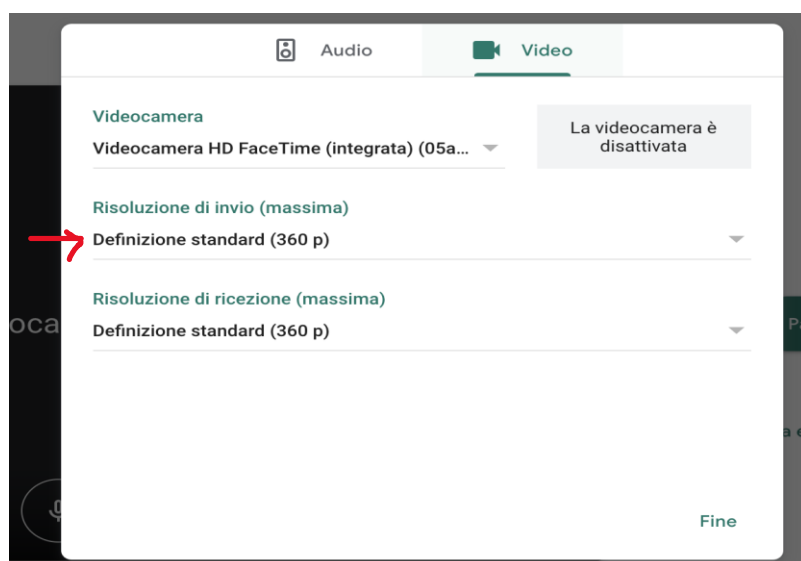 Audio
Video
Videocamera
Videocamera HD FaceTime (integrata) (05a...
La videocamera è
disattivata
Risoluzione di invio (massima)
Definizione standard (360 p)
Risoluzione di ricezione (massima)
Definizione standard (360 p)
oca
P
a e
Fine